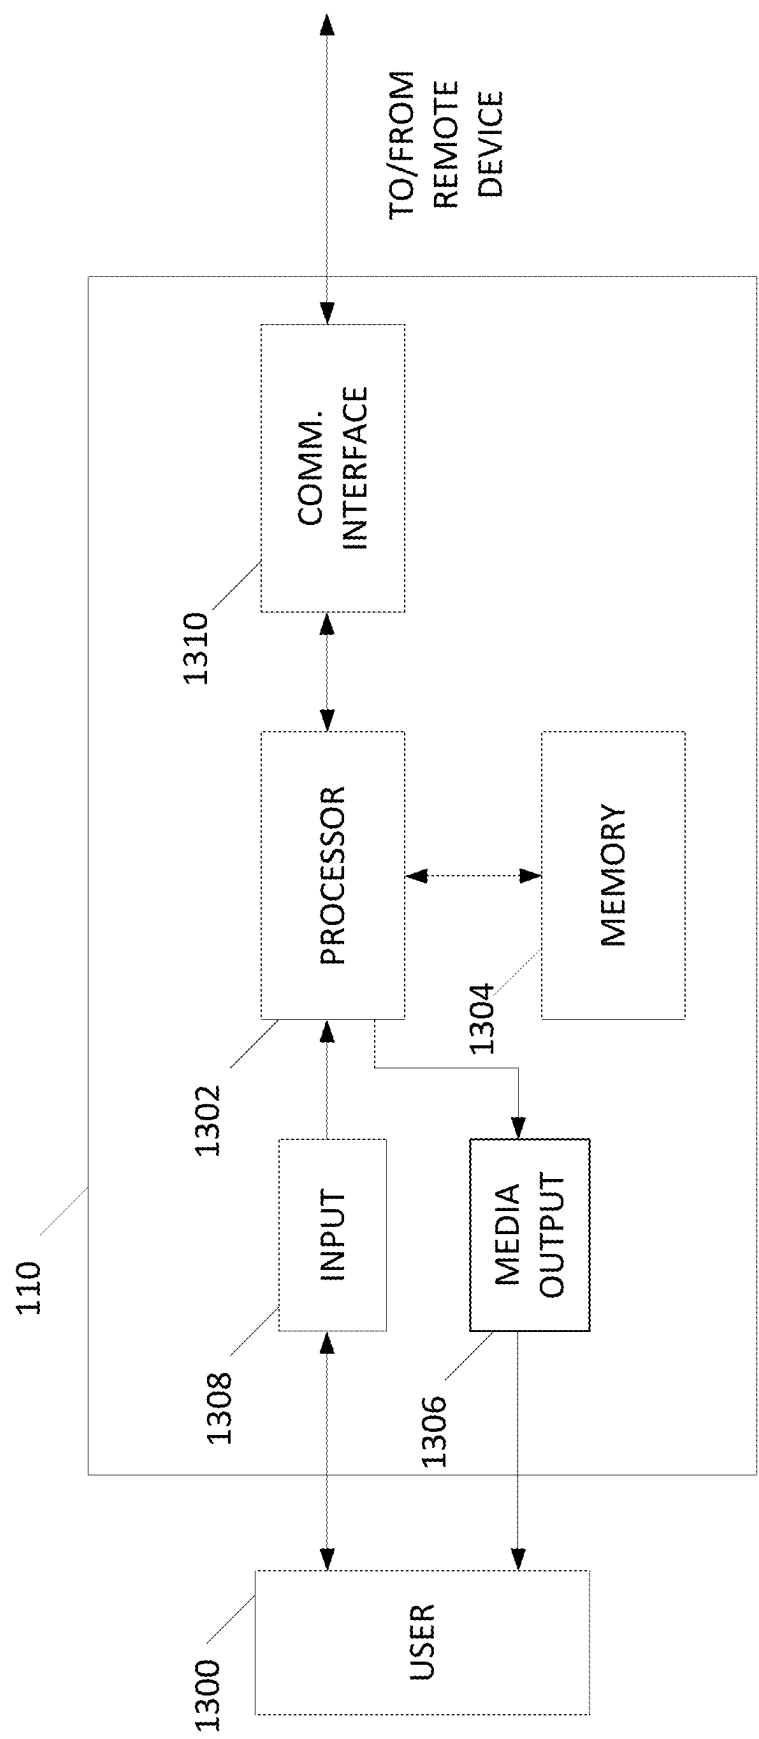 110
1300
USER
1308
INPUT
1306
MEDIA
OUTPUT
1302
PROCESSOR
1304
MEMORY
1310
COMM.
INTERFACE
TO/FROM
REMOTE
DEVICE